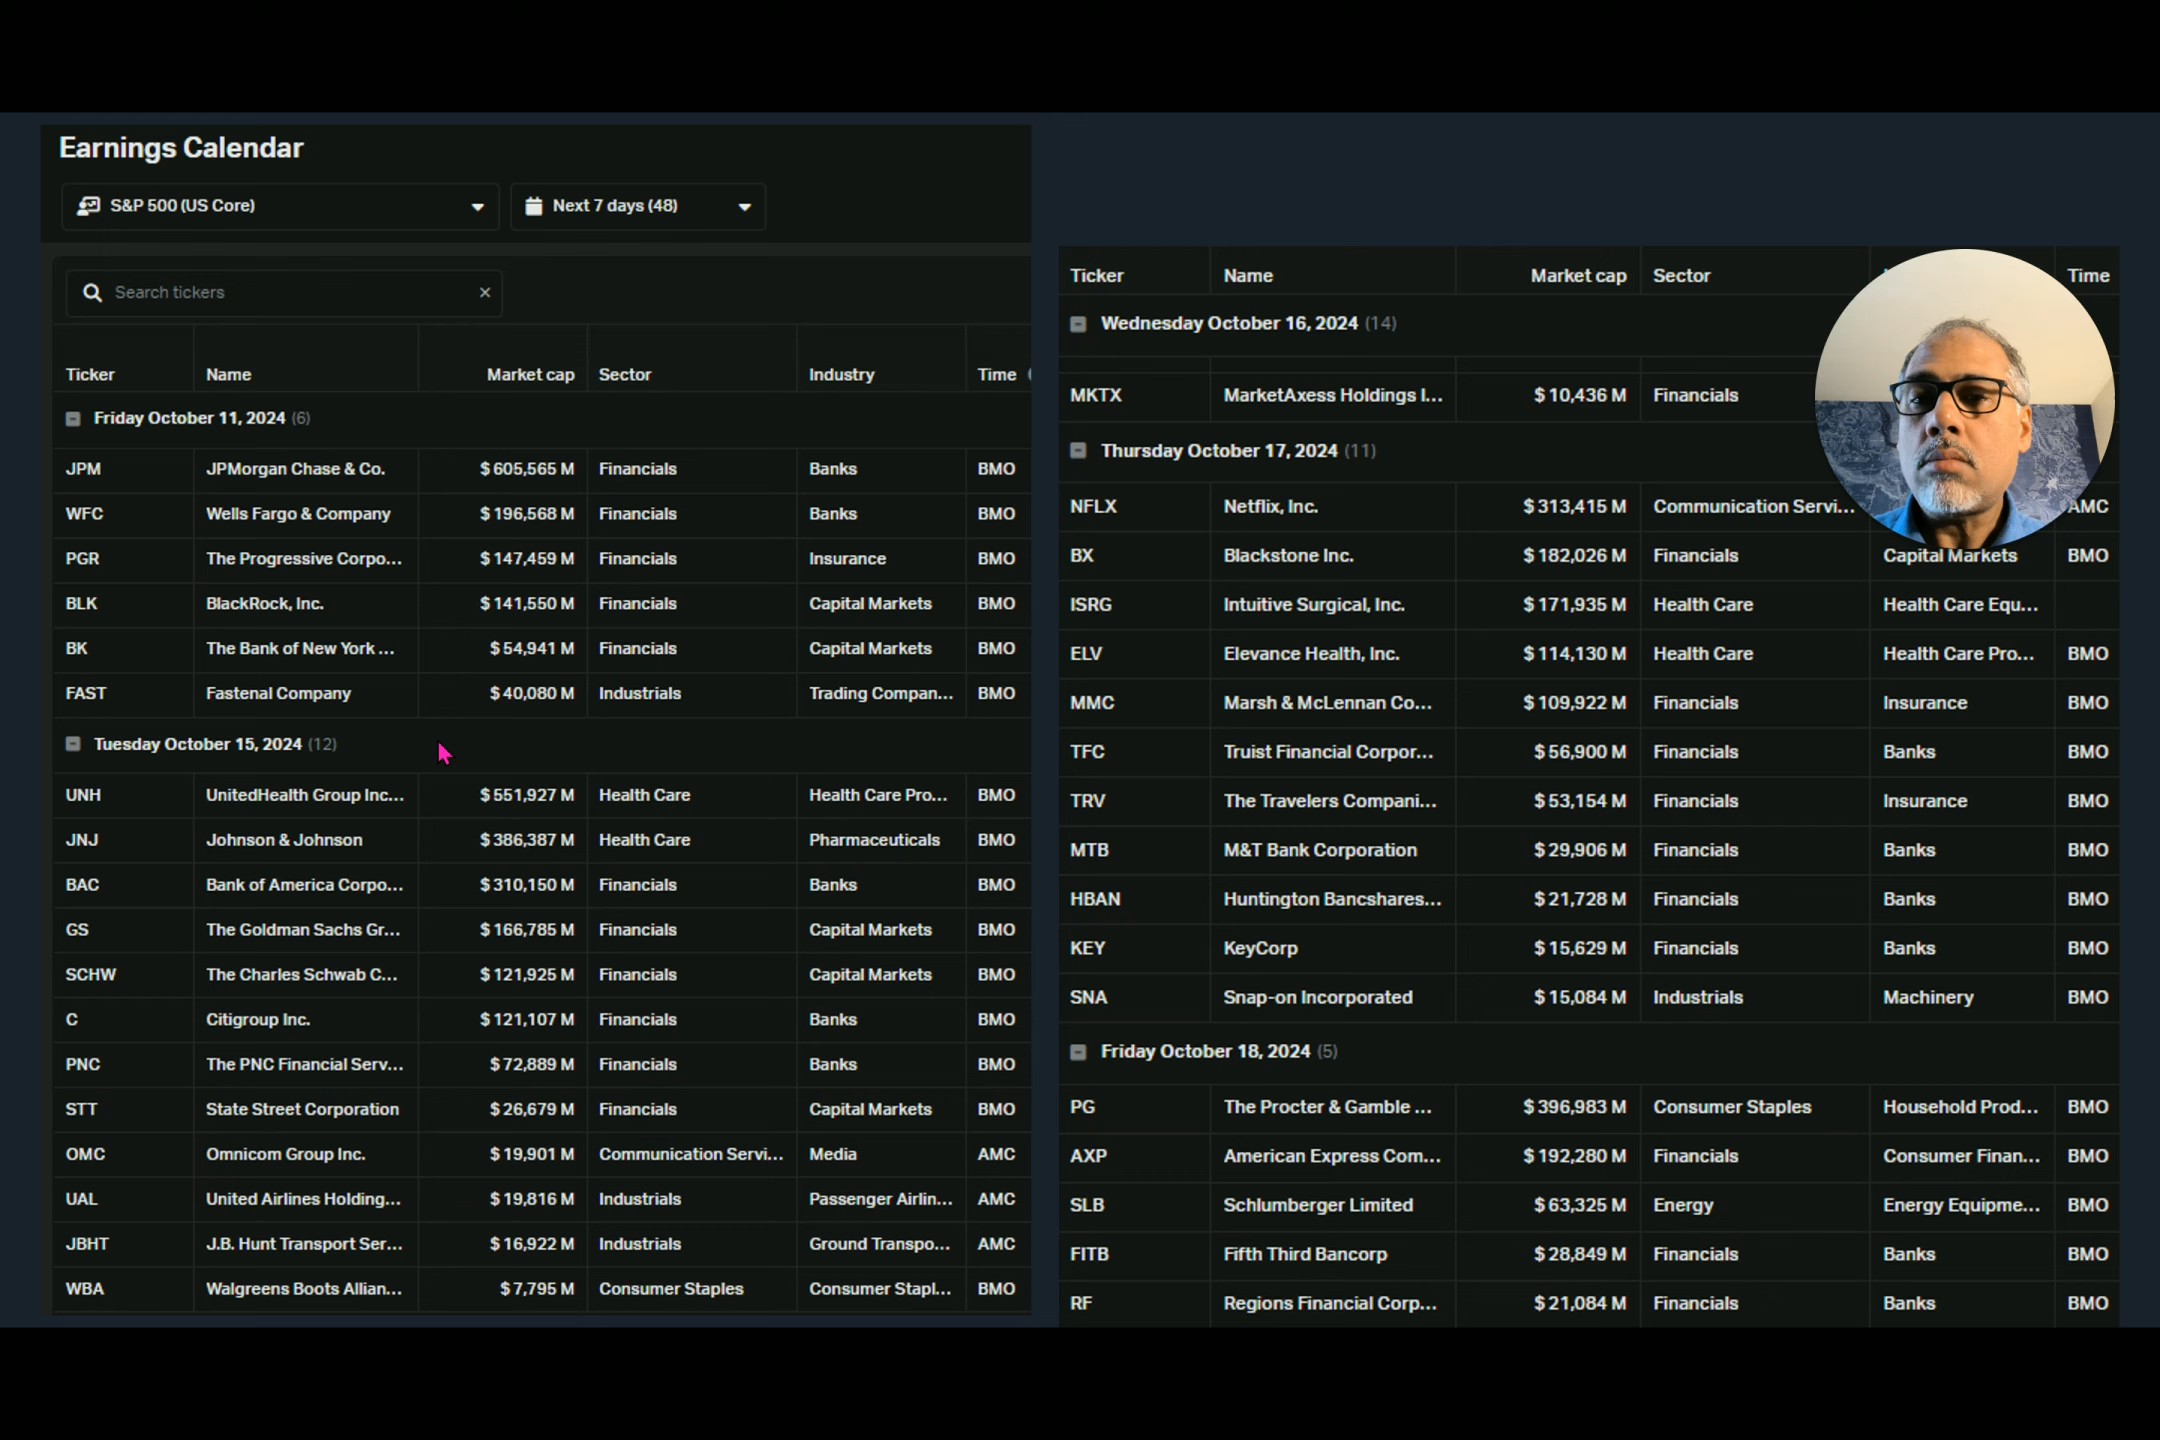 Earnings Calendar
S&P 500 (US Core)
Next 7 days (48)
Search tickers
Ticker Name Market cap Sector Industry Time
Friday October 11, 2024 (6)
JPM JPMorgan Chase & Co. $ 605,565 M Financials Banks BMO
WFC Wells Fargo & Company $ 196,568 M Financials Banks BMO
PGR The Progressive Corpo... $ 147,459 M Financials Insurance BMO
BLK BlackRock, Inc. $ 141,550 M Financials Capital Markets BMO
BK The Bank of New York ... $ 54,941 M Financials Capital Markets BMO
FAST Fastenal Company $ 40,080 M Industrials Trading Compan... BMO
Tuesday October 15, 2024 (12)
UNH UnitedHealth Group Inc... $ 551,927 M Health Care Health Care Pro... BMO
JNJ Johnson & Johnson $ 386,387 M Health Care Pharmaceuticals BMO
BAC Bank of America Corpo... $ 310,150 M Financials Banks BMO
GS The Goldman Sachs Gr... $ 166,785 M Financials Capital Markets BMO
SCHW The Charles Schwab C... $ 121,925 M Financials Capital Markets BMO
C Citigroup Inc. $ 121,107 M Financials Banks BMO
PNC The PNC Financial Serv... $ 72,889 M Financials Banks BMO
STT State Street Corporation $ 26,679 M Financials Capital Markets BMO
OMC Omnicom Group Inc. $ 19,901 M Communication Servi... Media AMC
UAL United Airlines Holding... $ 19,816 M Industrials Passenger Airlin... AMC
JBHT J.B. Hunt Transport Ser... $ 16,922 M Industrials Ground Transpo... AMC
WBA Walgreens Boots Allian... $ 7,795 M Consumer Staples Consumer Stapl... BMO
Ticker Name Market cap Sector Time
Wednesday October 16, 2024 (14)
MKTX MarketAxess Holdings I... $ 10,436 M Financials
Thursday October 17, 2024 (11)
NFLX Netflix, Inc. $ 313,415 M Communication Servi... AMC
BX Blackstone Inc. $ 182,026 M Financials Capital Markets BMO
ISRG Intuitive Surgical, Inc. $ 171,935 M Health Care Health Care Equ...
ELV Elevance Health, Inc. $ 114,130 M Health Care Health Care Pro... BMO
MMC Marsh & McLennan Co... $ 109,922 M Financials Insurance BMO
TFC Truist Financial Corpor... $ 56,900 M Financials Banks BMO
TRV The Travelers Compani... $ 53,154 M Financials Insurance BMO
MTB M&T Bank Corporation $ 29,906 M Financials Banks BMO
HBAN Huntington Bancshares... $ 21,728 M Financials Banks BMO
KEY KeyCorp $ 15,629 M Financials Banks BMO
SNA Snap-on Incorporated $ 15,084 M Industrials Machinery BMO
Friday October 18, 2024 (5)
PG The Procter & Gamble ... $ 396,983 M Consumer Staples Household Prod... BMO
AXP American Express Com... $ 192,280 M Financials Consumer Finan... BMO
SLB Schlumberger Limited $ 63,325 M Energy Energy Equipme... BMO
FITB Fifth Third Bancorp $ 28,849 M Financials Banks BMO
RF Regions Financial Corp... $ 21,084 M Financials Banks BMO